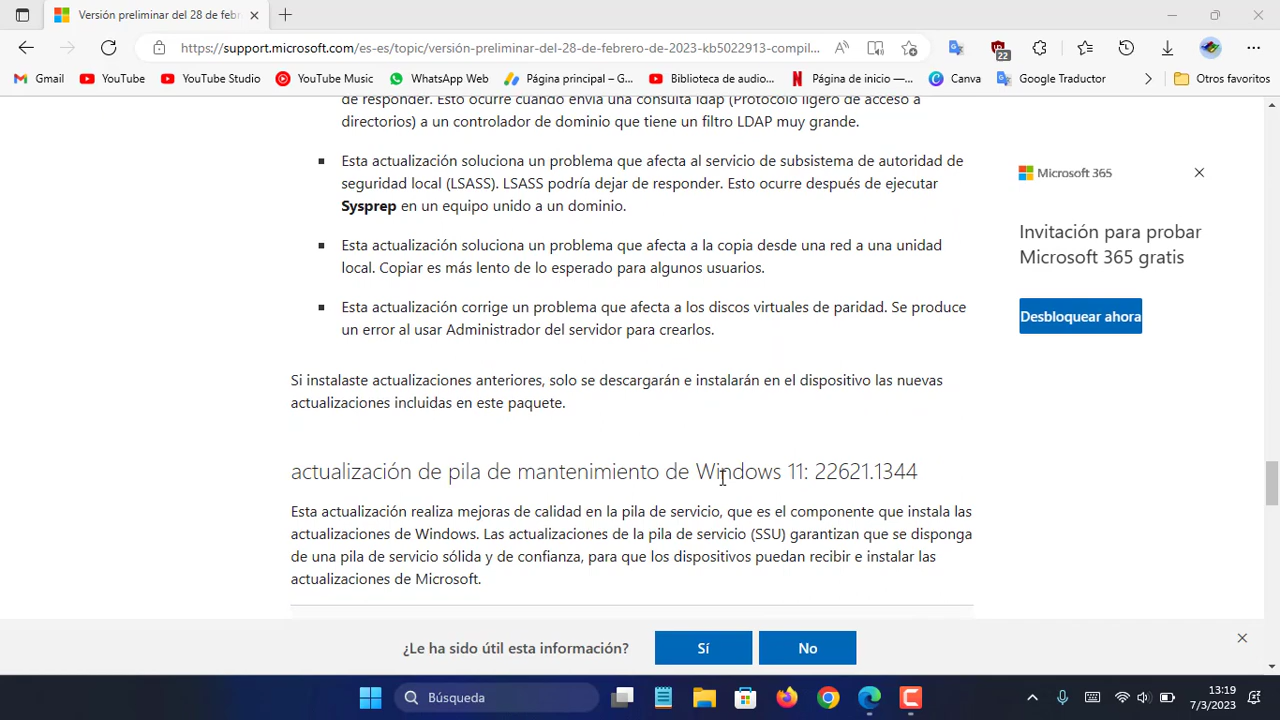 Versión preliminar del 28 de febr
https://support.microsoft.com/es-es/topic/versión-preliminar-del-28-de-febrero-de-2023-kb5022913-compil...
22
Gmail YouTube YouTube Studio YouTube Music WhatsApp Web Página principal – G... Biblioteca de audio... Página de inicio —... Canva Google Traductor Otros favoritos
de responder. Esto ocurre cuando envía una consulta ldap (Protocolo ligero de acceso a
directorios) a un controlador de dominio que tiene un filtro LDAP muy grande.
Esta actualización soluciona un problema que afecta al servicio de subsistema de autoridad de
seguridad local (LSASS). LSASS podría dejar de responder. Esto ocurre después de ejecutar
Sysprep en un equipo unido a un dominio.
Esta actualización soluciona un problema que afecta a la copia desde una red a una unidad
local. Copiar es más lento de lo esperado para algunos usuarios.
Esta actualización corrige un problema que afecta a los discos virtuales de paridad. Se produce
un error al usar Administrador del servidor para crearlos.
Si instalaste actualizaciones anteriores, solo se descargarán e instalarán en el dispositivo las nuevas
actualizaciones incluidas en este paquete.
actualización de pila de mantenimiento de Windows 11: 22621.1344
Esta actualización realiza mejoras de calidad en la pila de servicio, que es el componente que instala las
actualizaciones de Windows. Las actualizaciones de la pila de servicio (SSU) garantizan que se disponga
de una pila de servicio sólida y de confianza, para que los dispositivos puedan recibir e instalar las
actualizaciones de Microsoft.
Microsoft 365
Invitación para probar
Microsoft 365 gratis
Desbloquear ahora
¿Le ha sido útil esta información? Sí No
Búsqueda
13:19
7/3/2023